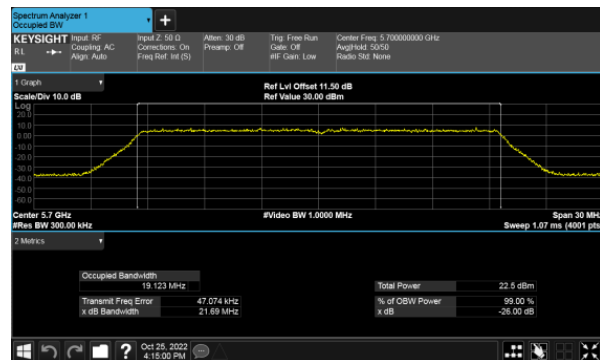 Spectrum Analyzer 1
Occupied BW
KEYSIGHT
R L
Input: RF
Coupling: AC
Align: Auto
Input Z: 50 Ω
Corrections: On
Freq Ref: Int (S)
Atten: 30 dB
Preamp: Off
Trig: Free Run
Gate: Off
#IF Gain: Low
Center Freq: 5.700000000 GHz
Avg|Hold: 50/50
Radio Std: None
LXI
1 Graph
Scale/Div 10.0 dB
Ref Lvl Offset 11.50 dB
Ref Value 30.00 dBm
Log
20.0
10.0
0.00
-10.0
-20.0
-30.0
-40.0
-50.0
-60.0
Center 5.7 GHz
#Res BW 300.00 kHz
#Video BW 1.0000 MHz
Span 30 MHz
Sweep 1.07 ms (4001 pts)
2 Metrics
Occupied Bandwidth
19.123 MHz
Total Power 22.5 dBm
Transmit Freq Error 47.074 kHz
% of OBW Power 99.00 %
x dB Bandwidth 21.69 MHz
x dB -26.00 dB
Oct 25, 2022
4:15:00 PM